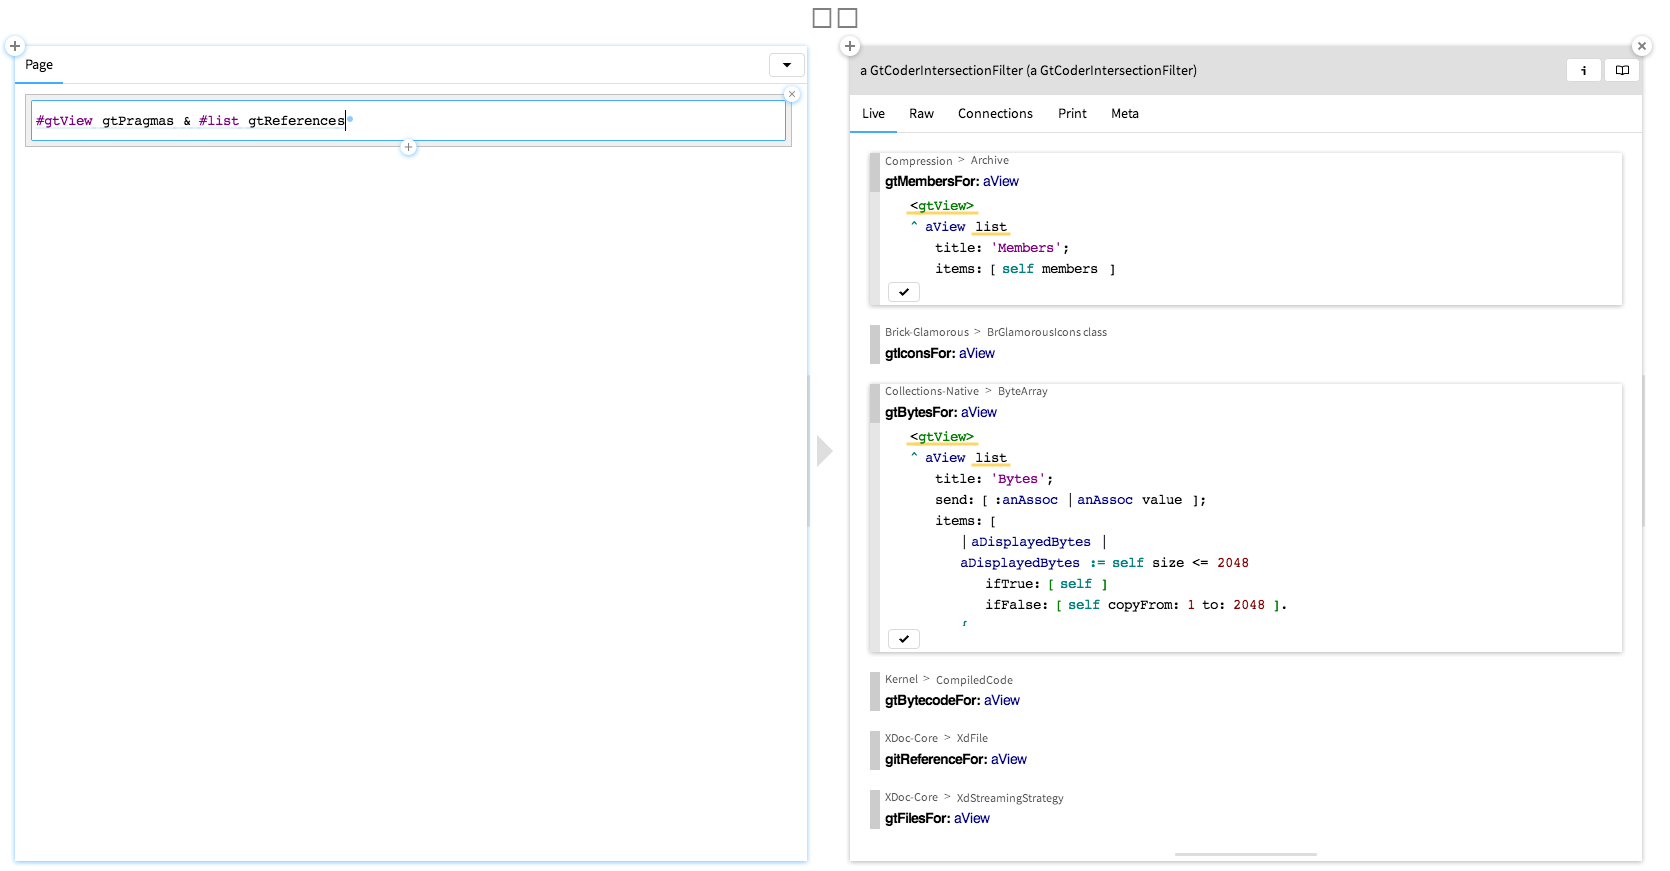 Page
#gtView gtPragmas & #list gtReferences
a GtCoderIntersectionFilter (a GtCoderIntersectionFilter)
i
Live Raw Connections Print Meta
Compression > Archive
gtMembersFor: aView
<gtView>
^ aView list
title: 'Members';
items: [ self members ]
Brick-Glamorous > BrGlamorousIcons class
gtIconsFor: aView
Collections-Native > ByteArray
gtBytesFor: aView
<gtView>
^ aView list
title: 'Bytes';
send: [ :anAssoc | anAssoc value ];
items: [
| aDisplayedBytes |
aDisplayedBytes := self size <= 2048
ifTrue: [ self ]
ifFalse: [ self copyFrom: 1 to: 2048 ].
Kernel > CompiledCode
gtBytecodeFor: aView
XDoc-Core > XdFile
gitReferenceFor: aView
XDoc-Core > XdStreamingStrategy
gtFilesFor: aView